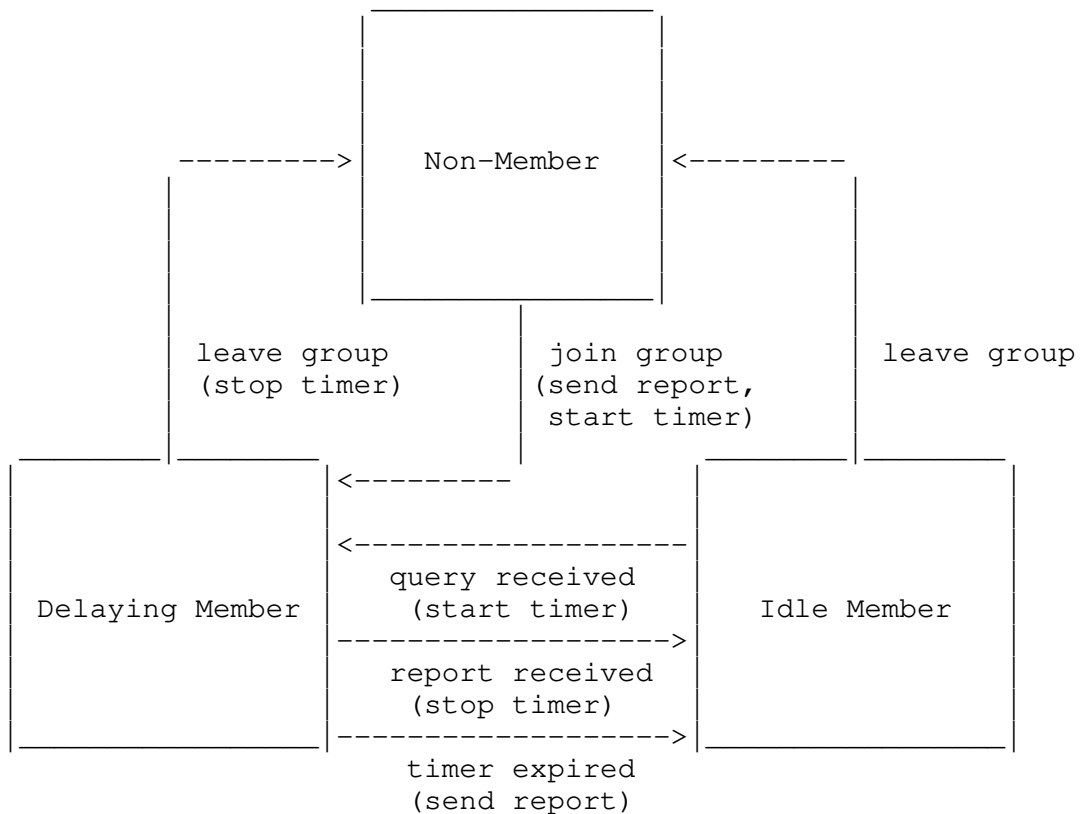 Non-Member
leave group
(stop timer)
join group
(send report,
start timer)
leave group
query received
(start timer)
Delaying Member
Idle Member
report received
(stop timer)
timer expired
(send report)